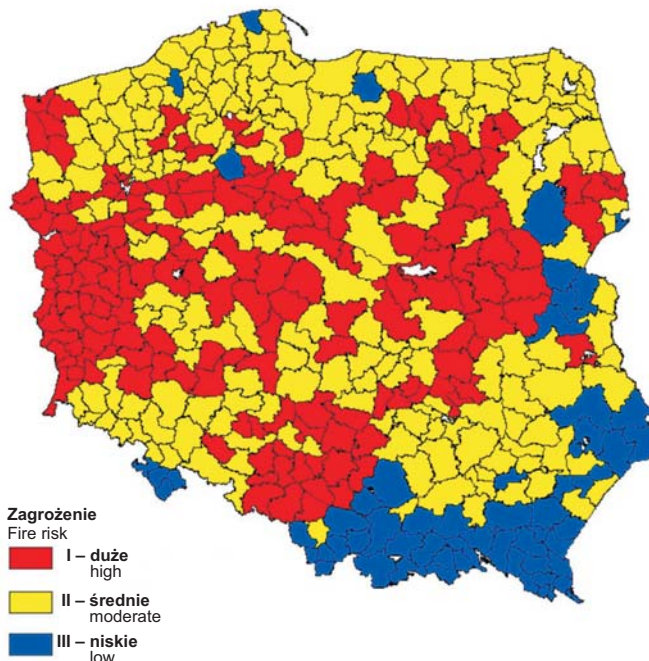 Zagrożenie
Fire risk
I – duże
high
II – średnie
moderate
III – niskie
low